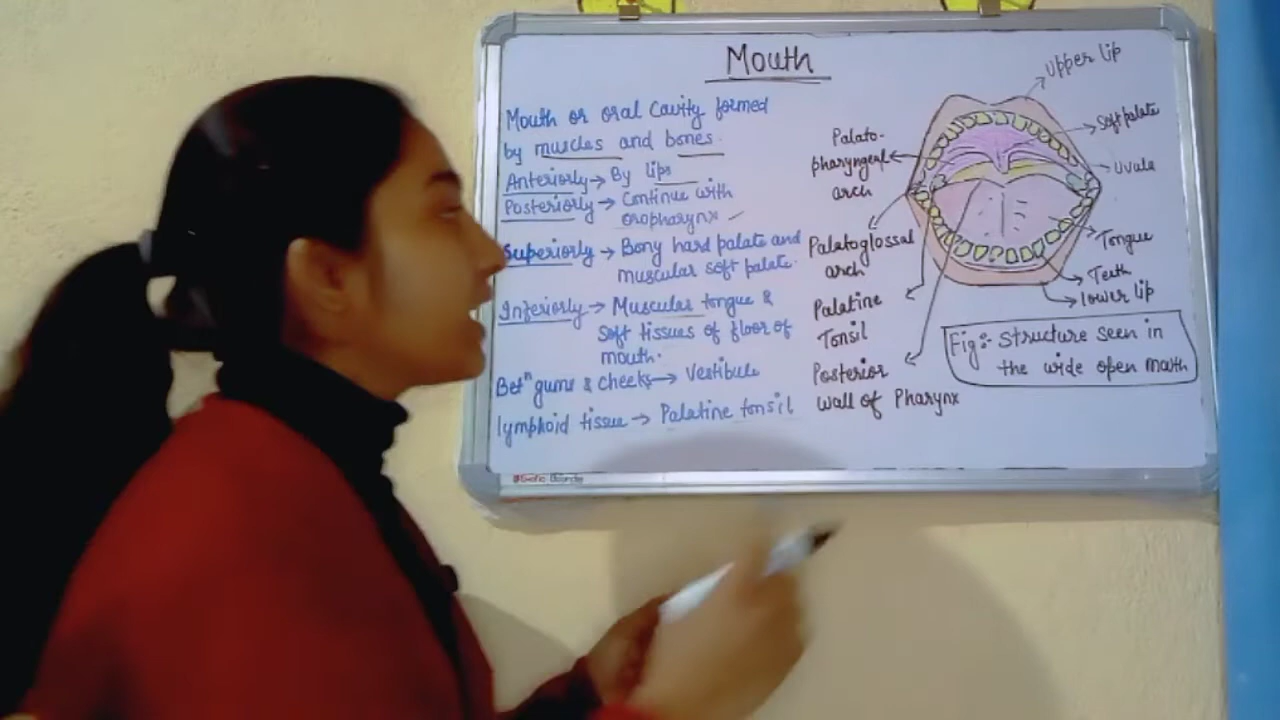 Mouth
Mouth or oral cavity formed
by muscles and bones.
Anteriorly → By lips
Posteriorly → Continue with
oropharynx
Superiorly → Bony hard palate and
muscular soft palate.
Inferiorly → Muscular tongue &
soft tissues of floor of
mouth.
Betⁿ gums & cheeks → Vestibule
lymphoid tissue → Palatine tonsil
Upper lip
Soft palate
Uvula
Tongue
Teeth
lower lip
Palato-
pharyngeal
arch
Palatoglossal
arch
Palatine
Tonsil
Posterior
wall of Pharynx
Fig:- Structure seen in
the wide open mouth